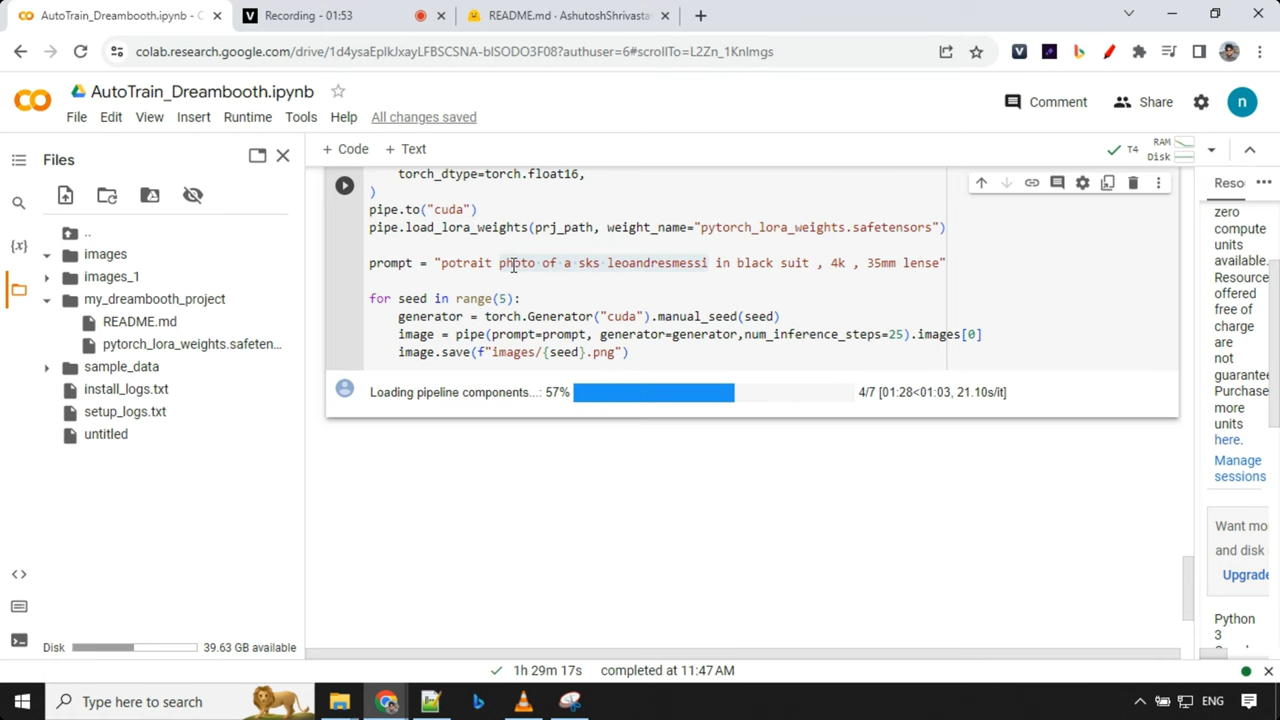 AutoTrain_Dreambooth.ipynb - C
Recording - 01:53
README.md · AshutoshShrivasta
colab.research.google.com/drive/1d4ysaEpIkJxayLFBSCSNA-bISODO3F08?authuser=6#scrollTo=L2Zn_1KnImgs
AutoTrain_Dreambooth.ipynb
File Edit View Insert Runtime Tools Help All changes saved
Comment Share n
Files
+ Code + Text
T4 RAM Disk
torch_dtype=torch.float16,
)
pipe.to("cuda")
pipe.load_lora_weights(prj_path, weight_name="pytorch_lora_weights.safetensors")
prompt = "potrait photo of a sks leoandresmessi in black suit , 4k , 35mm lense"
for seed in range(5):
generator = torch.Generator("cuda").manual_seed(seed)
image = pipe(prompt=prompt, generator=generator,num_inference_steps=25).images[0]
image.save(f"images/{seed}.png")
Loading pipeline components...: 57% 4/7 [01:28<01:03, 21.10s/it]
{x}
..
images
images_1
my_dreambooth_project
README.md
pytorch_lora_weights.safeten...
sample_data
install_logs.txt
setup_logs.txt
untitled
Disk 39.63 GB available
Reso
zero
compute
units
available.
Resource
offered
free of
charge
are
not
guarantee
Purchase
more
units
here.
Manage
sessions
Want mo
and disk
Upgrade
Python
3
1h 29m 17s completed at 11:47 AM
Type here to search
ENG